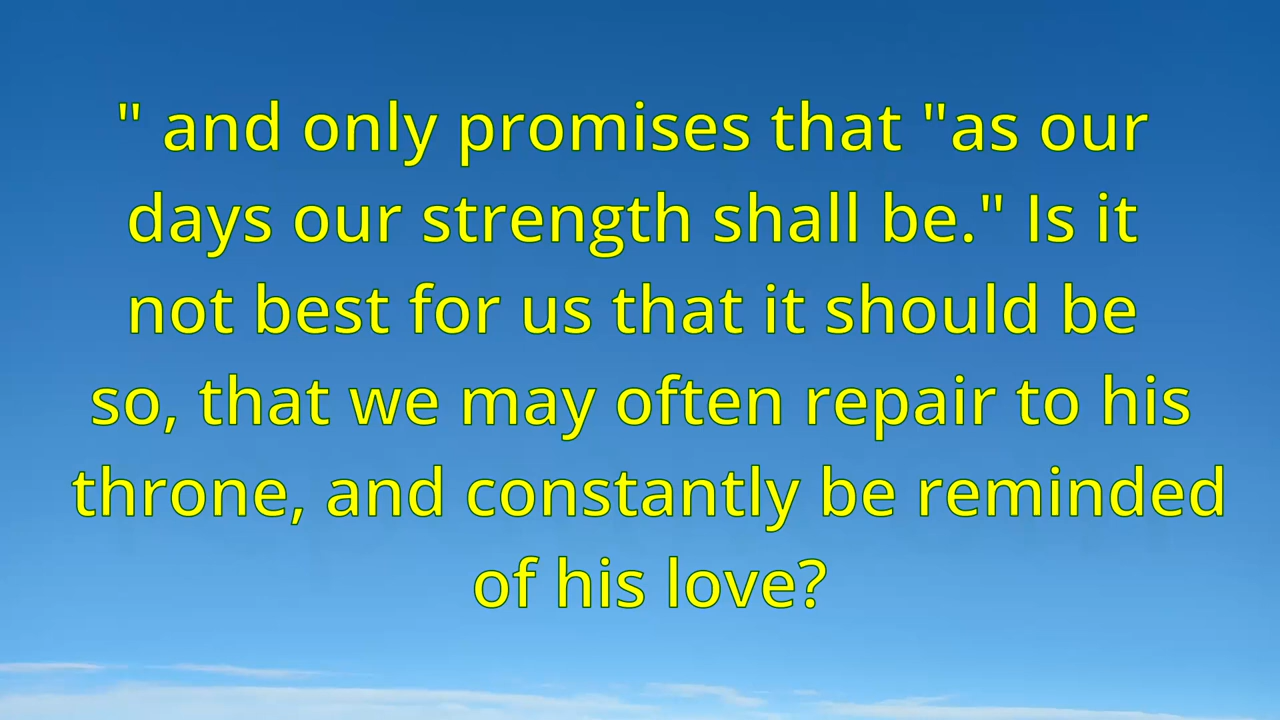 " and only promises that "as our
days our strength shall be." Is it
not best for us that it should be
so, that we may often repair to his
throne, and constantly be reminded
of his love?